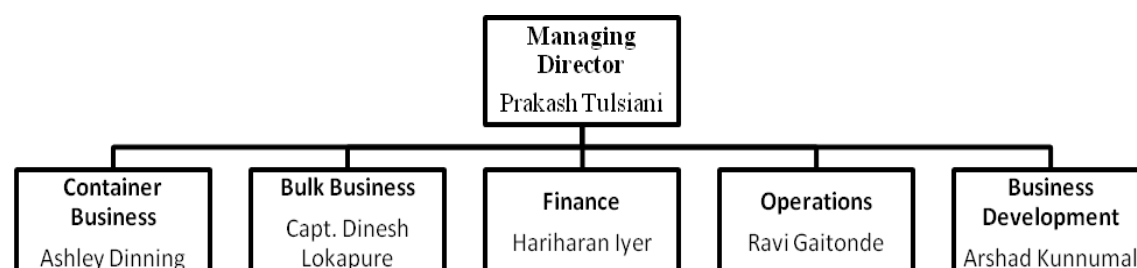 Managing
Director
Prakash Tulsiani
Container
Business
Ashley Dinning
Bulk Business
Capt. Dinesh
Lokapure
Finance
Hariharan Iyer
Operations
Ravi Gaitonde
Business
Development
Arshad Kunnumal